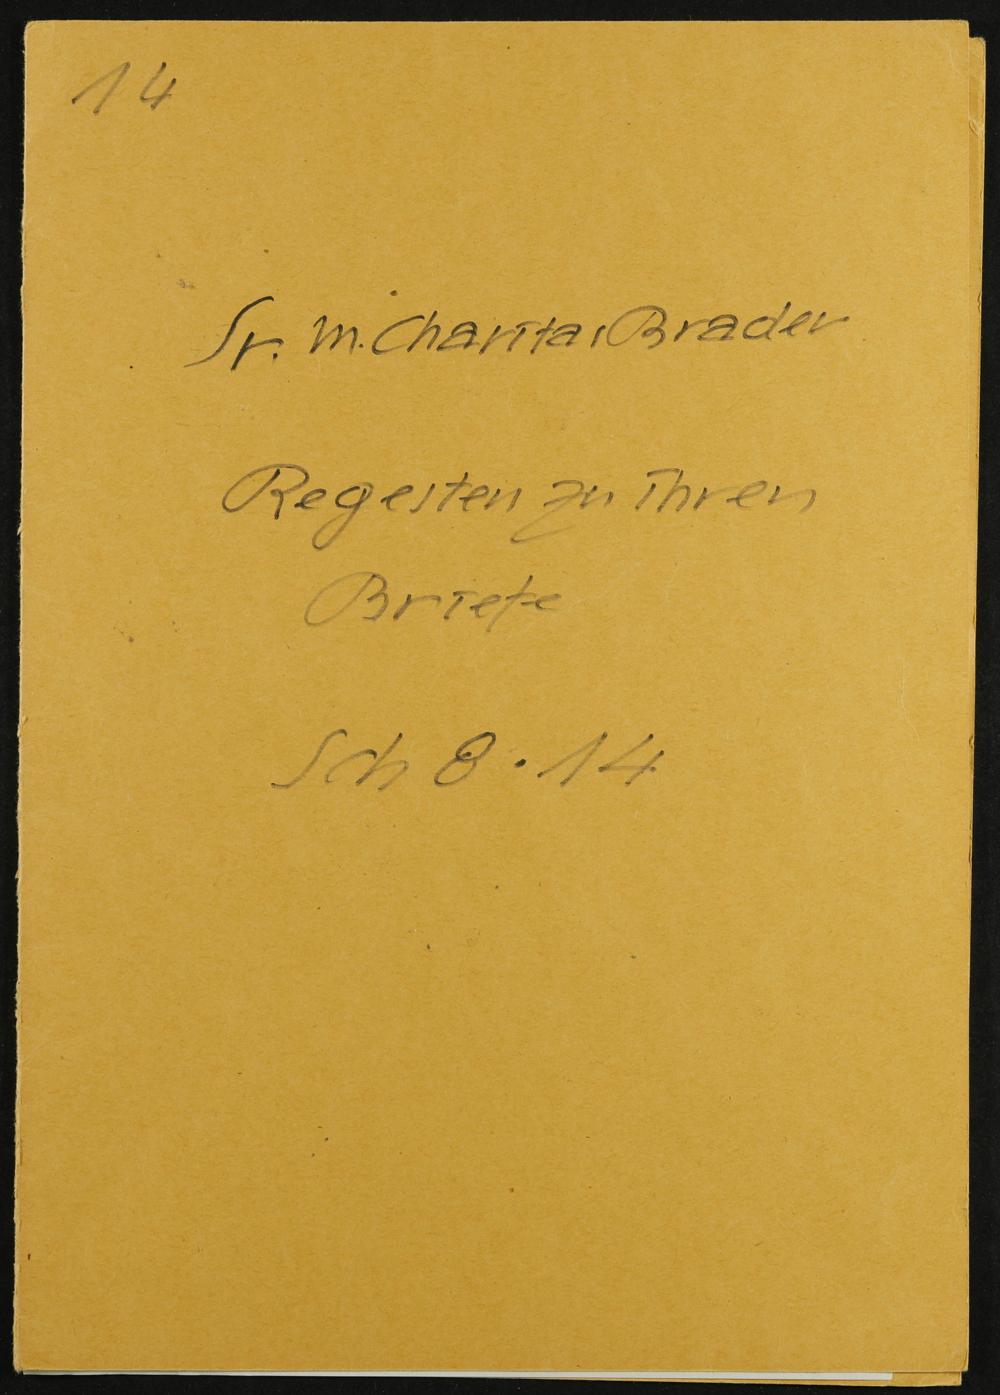 14
Sr. M. Charitas Brader
Regesten zu ihren
Briefe
Sch 8.14